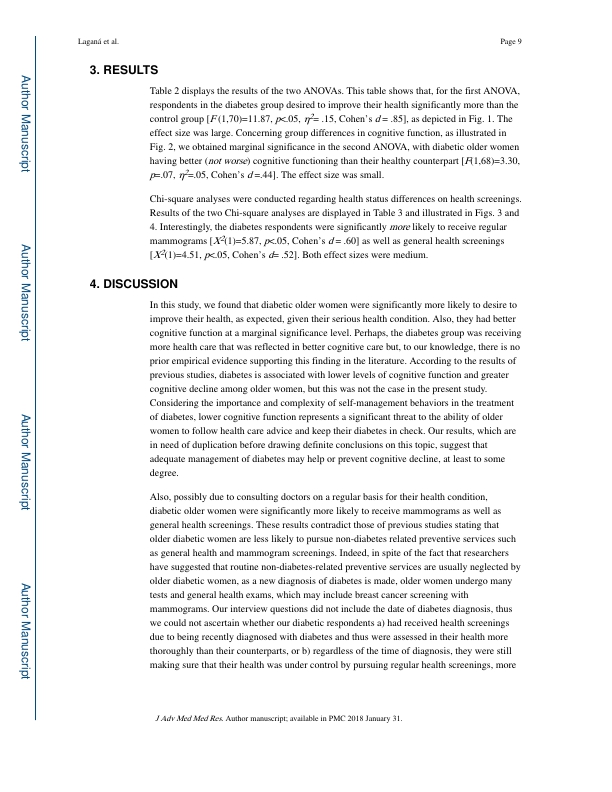 Laganá et al.
Page 9
3. RESULTS
Table 2 displays the results of the two ANOVAs. This table shows that, for the first ANOVA,
respondents in the diabetes group desired to improve their health significantly more than the
control group [F (1,70)=11.87, p<.05, η²= .15, Cohen's d = .85], as depicted in Fig. 1. The
effect size was large. Concerning group differences in cognitive function, as illustrated in
Fig. 2, we obtained marginal significance in the second ANOVA, with diabetic older women
having better (not worse) cognitive functioning than their healthy counterpart [F(1,68)=3.30,
p=.07, η²=.05, Cohen's d =.44]. The effect size was small.
Chi-square analyses were conducted regarding health status differences on health screenings.
Results of the two Chi-square analyses are displayed in Table 3 and illustrated in Figs. 3 and
4. Interestingly, the diabetes respondents were significantly more likely to receive regular
mammograms [X²(1)=5.87, p<.05, Cohen's d = .60] as well as general health screenings
[X²(1)=4.51, p<.05, Cohen's d= .52]. Both effect sizes were medium.
4. DISCUSSION
In this study, we found that diabetic older women were significantly more likely to desire to
improve their health, as expected, given their serious health condition. Also, they had better
cognitive function at a marginal significance level. Perhaps, the diabetes group was receiving
more health care that was reflected in better cognitive care but, to our knowledge, there is no
prior empirical evidence supporting this finding in the literature. According to the results of
previous studies, diabetes is associated with lower levels of cognitive function and greater
cognitive decline among older women, but this was not the case in the present study.
Considering the importance and complexity of self-management behaviors in the treatment
of diabetes, lower cognitive function represents a significant threat to the ability of older
women to follow health care advice and keep their diabetes in check. Our results, which are
in need of duplication before drawing definite conclusions on this topic, suggest that
adequate management of diabetes may help or prevent cognitive decline, at least to some
degree.
Also, possibly due to consulting doctors on a regular basis for their health condition,
diabetic older women were significantly more likely to receive mammograms as well as
general health screenings. These results contradict those of previous studies stating that
older diabetic women are less likely to pursue non-diabetes related preventive services such
as general health and mammogram screenings. Indeed, in spite of the fact that researchers
have suggested that routine non-diabetes-related preventive services are usually neglected by
older diabetic women, as a new diagnosis of diabetes is made, older women undergo many
tests and general health exams, which may include breast cancer screening with
mammograms. Our interview questions did not include the date of diabetes diagnosis, thus
we could not ascertain whether our diabetic respondents a) had received health screenings
due to being recently diagnosed with diabetes and thus were assessed in their health more
thoroughly than their counterparts, or b) regardless of the time of diagnosis, they were still
making sure that their health was under control by pursuing regular health screenings, more
J Adv Med Med Res. Author manuscript; available in PMC 2018 January 31.
Author Manuscript
Author Manuscript
Author Manuscript
Author Manuscript